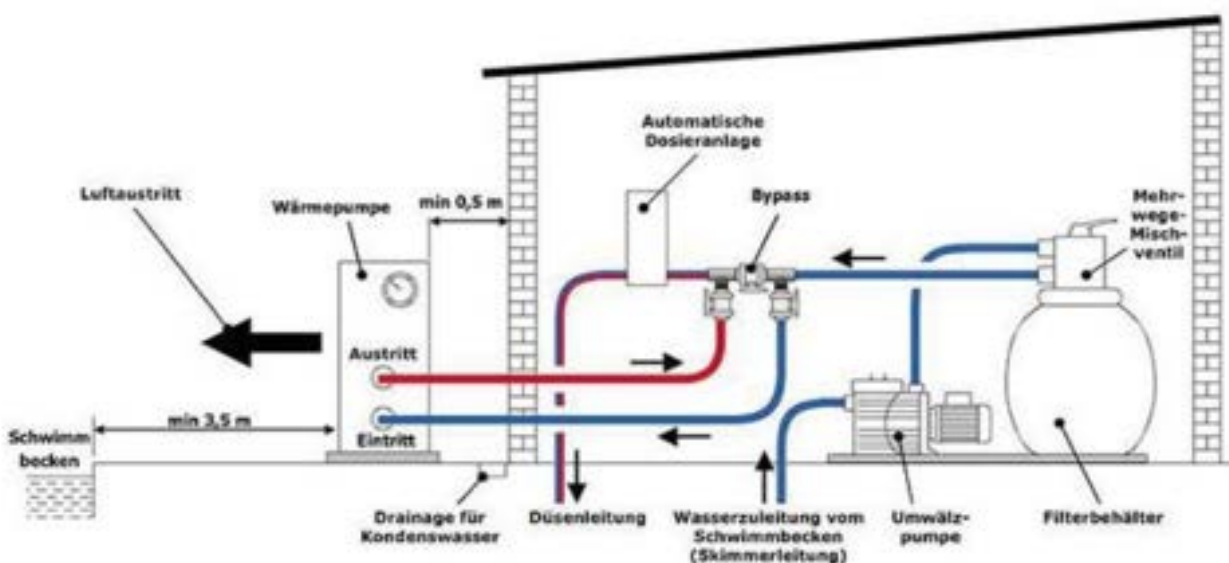 Automatische
Dosieranlage
Luftaustritt
Wärmepumpe
min 0,5 m
Bypass
Mehr-
wege-
Misch-
ventil
Austritt
min 3,5 m
Schwimm
becken
Eintritt
Drainage für
Kondenswasser
Düsenleitung
Wasserzuleitung vom
Schwimmbecken
(Skimmerleitung)
Umwälz-
pumpe
Filterbehälter